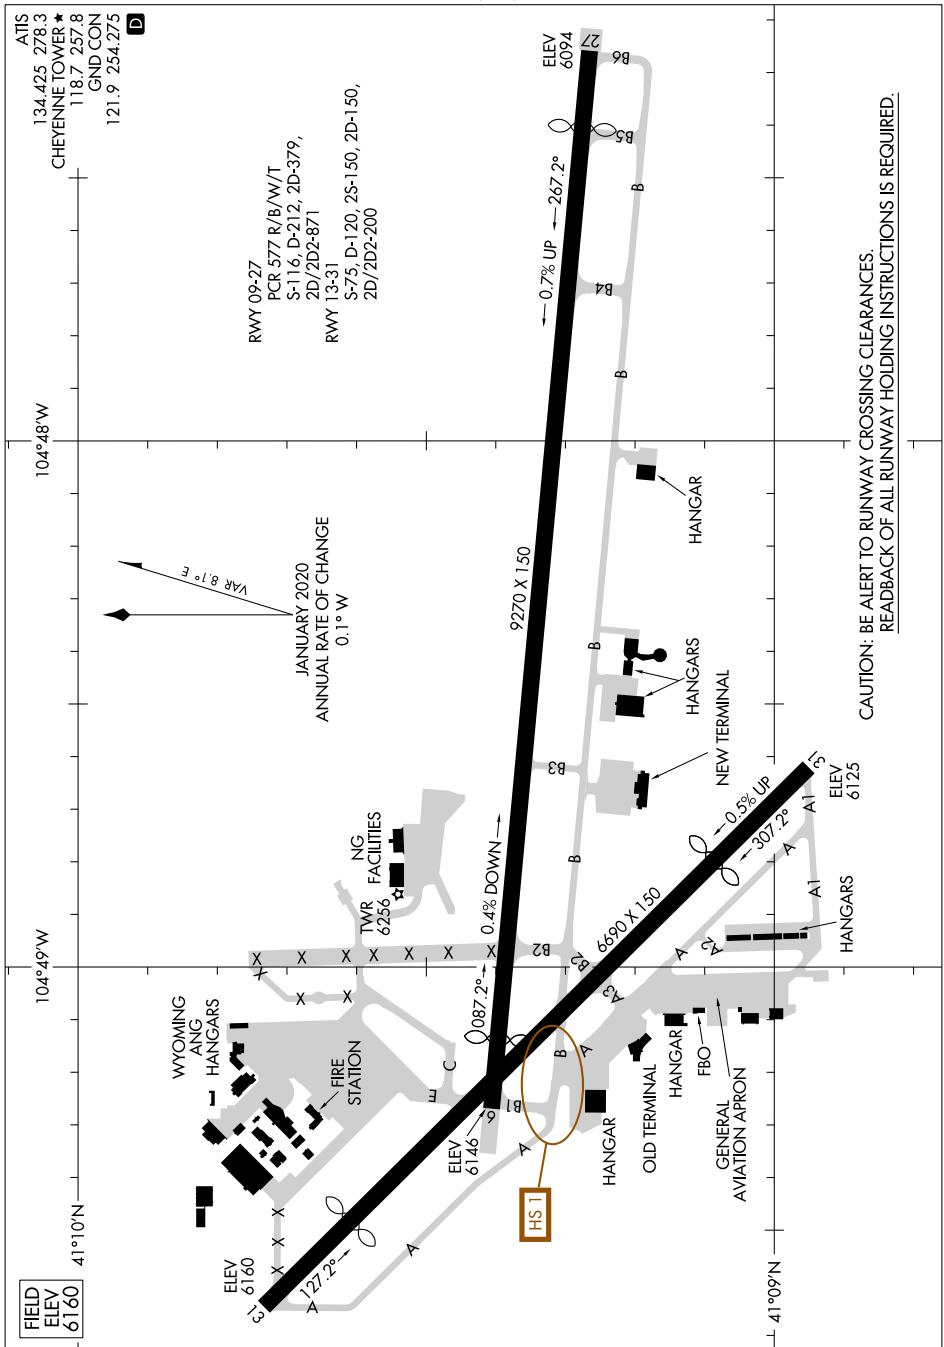 ATIS
134.425 278.3
CHEYENNE TOWER ★
118.7 257.8
GND CON
121.9 254.275
D
FIELD
ELEV
6160
41°10'N
104°49'W
104°48'W
41°09'N
RWY 09-27
PCR 577 R/B/W/T
S-116, D-212, 2D-379,
2D/2D2-871
RWY 13-31
S-75, D-120, 2S-150, 2D-150,
2D/2D2-200
VAR 8.1° E
JANUARY 2020
ANNUAL RATE OF CHANGE
0.1° W
WYOMING
ANG
HANGARS
FIRE
STATION
TWR
6256
NG
FACILITIES
ELEV
6160
13
127.2°
A
A
A
X
X
X
X
X
X
X
X
X
X
X
X
X
X
E
C
ELEV
6146
9
B1
087.2°
0.4% DOWN
9270 X 150
0.7% UP
267.2°
ELEV
6094
27
B6
B5
B4
B
B
B
B
B3
B2
B2
B
A
A3
A
A2
A
A1
A1
6690 X 150
0.5% UP
307.2°
31
ELEV
6125
HS 1
HANGAR
OLD TERMINAL
HANGAR
FBO
GENERAL
AVIATION APRON
HANGARS
NEW TERMINAL
HANGARS
HANGAR
CAUTION: BE ALERT TO RUNWAY CROSSING CLEARANCES.
READBACK OF ALL RUNWAY HOLDING INSTRUCTIONS IS REQUIRED.